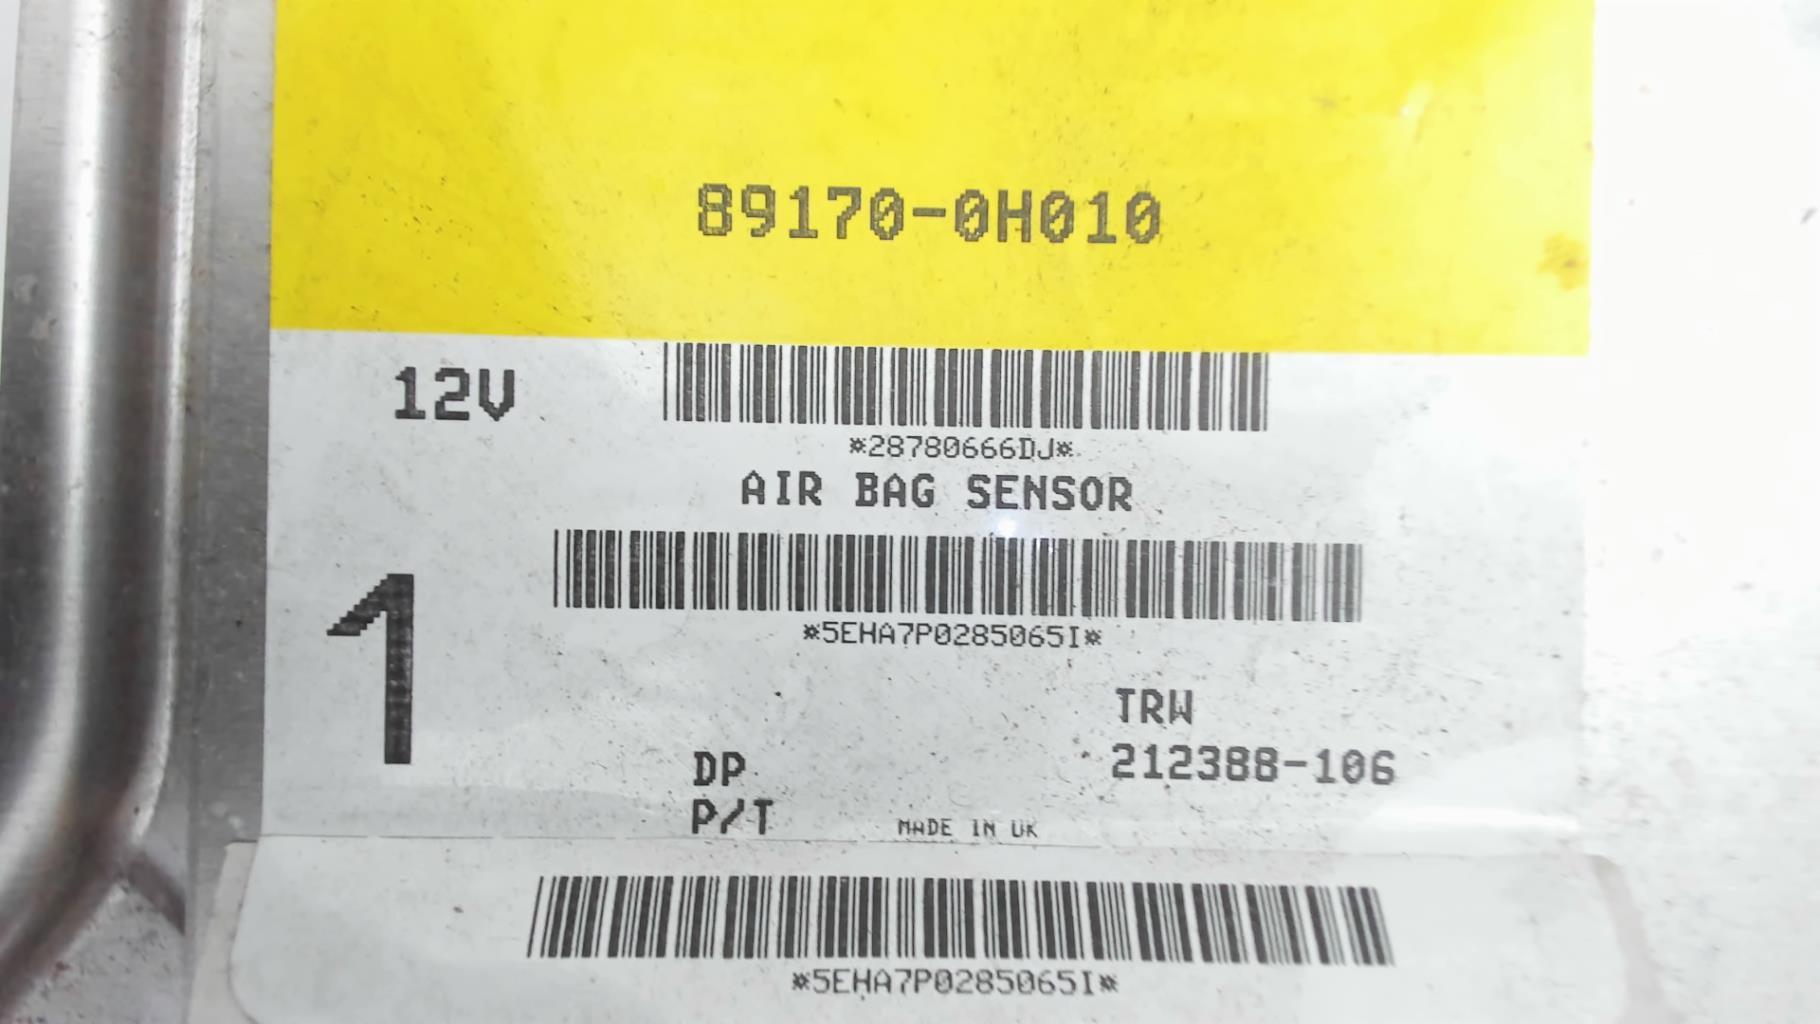 89170-0H010
12V
*28780666DJ*
AIR BAG SENSOR
1
*5EHA7P0285065I*
TRW
212388-106
DP
P/T
MADE IN UK
*5EHA7P0285065I*